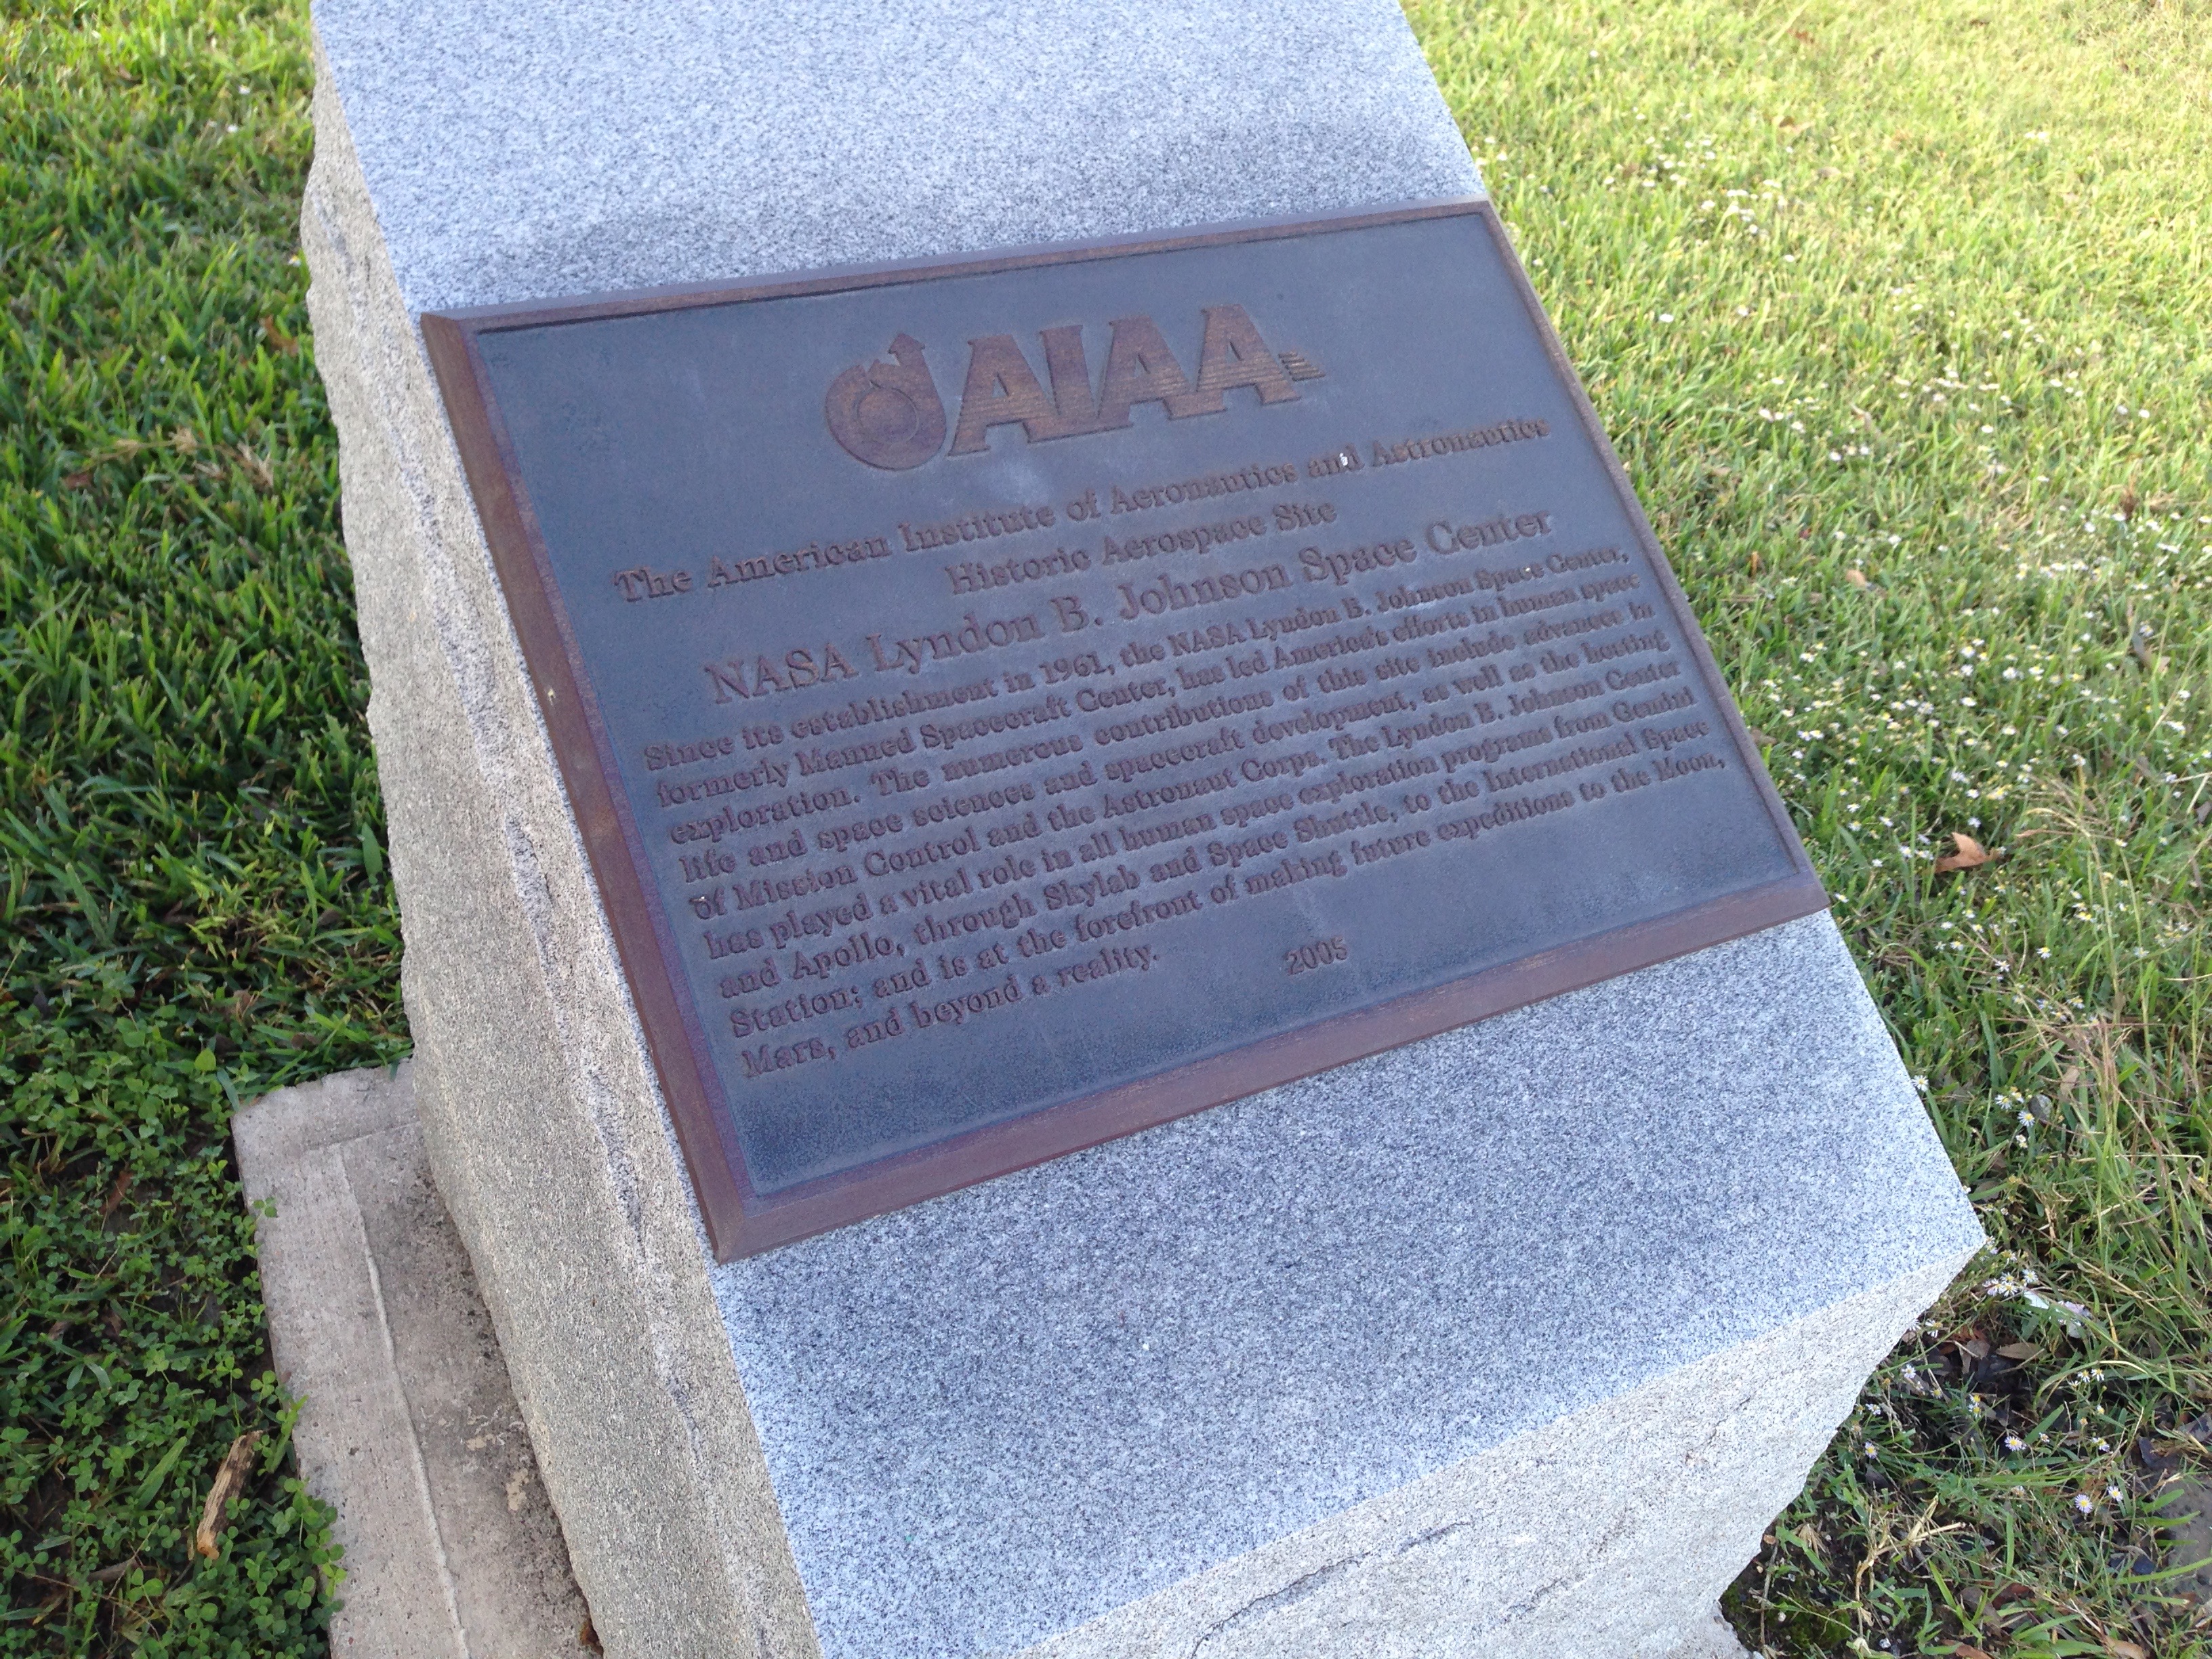 AIAA
The American Institute of Aeronautics and Astronautics
Historic Aerospace Site
NASA Lyndon B. Johnson Space Center
Since its establishment in 1961, the NASA Lyndon B. Johnson Space Center,
formerly Manned Spacecraft Center, has led America's efforts in human space
exploration. The numerous contributions of this site include advances in
life and space sciences and spacecraft development, as well as the hosting
of Mission Control and the Astronaut Corps. The Lyndon B. Johnson Center
has played a vital role in all human space exploration programs from Gemini
and Apollo, through Skylab and Space Shuttle, to the International Space
Station; and is at the forefront of making future expeditions to the Moon,
Mars, and beyond a reality. 2005